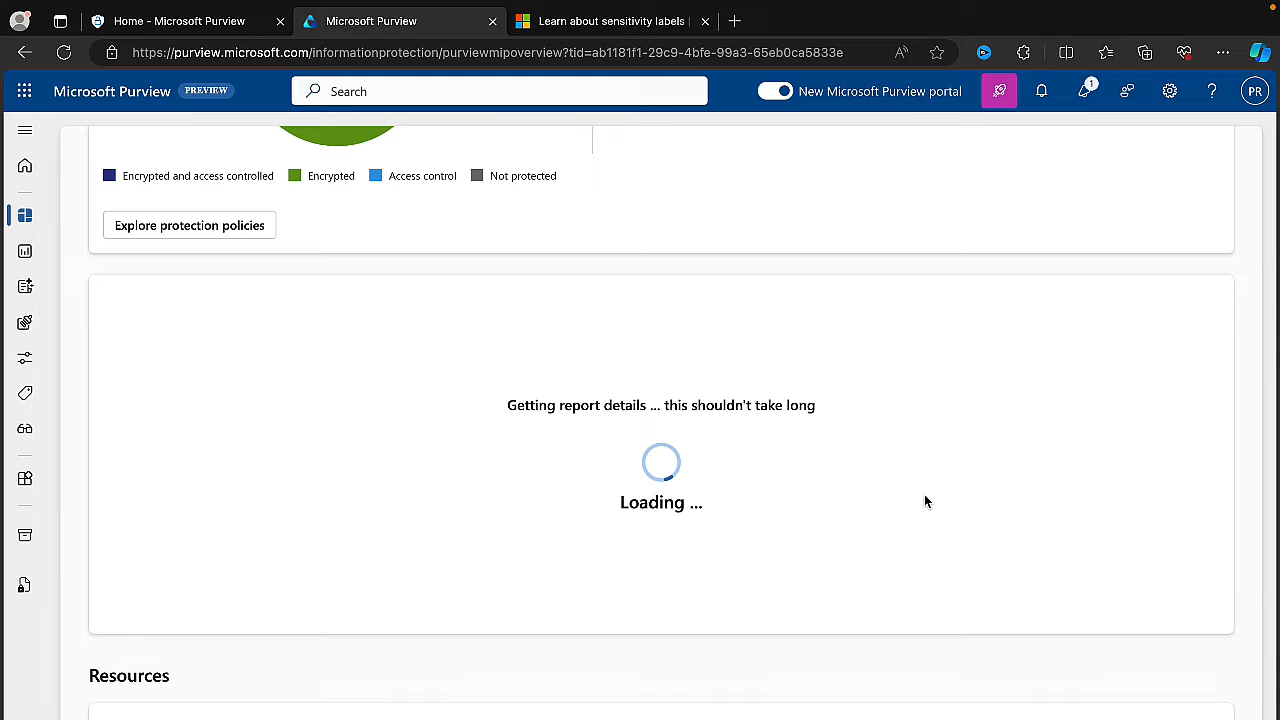 Home - Microsoft Purview
Microsoft Purview
Learn about sensitivity labels
https://purview.microsoft.com/informationprotection/purviewmipoverview?tid=ab1181f1-29c9-4bfe-99a3-65eb0ca5833e
Microsoft Purview PREVIEW
Search
New Microsoft Purview portal
1
PR
Encrypted and access controlled
Encrypted
Access control
Not protected
Explore protection policies
Getting report details ... this shouldn't take long
Loading ...
Resources